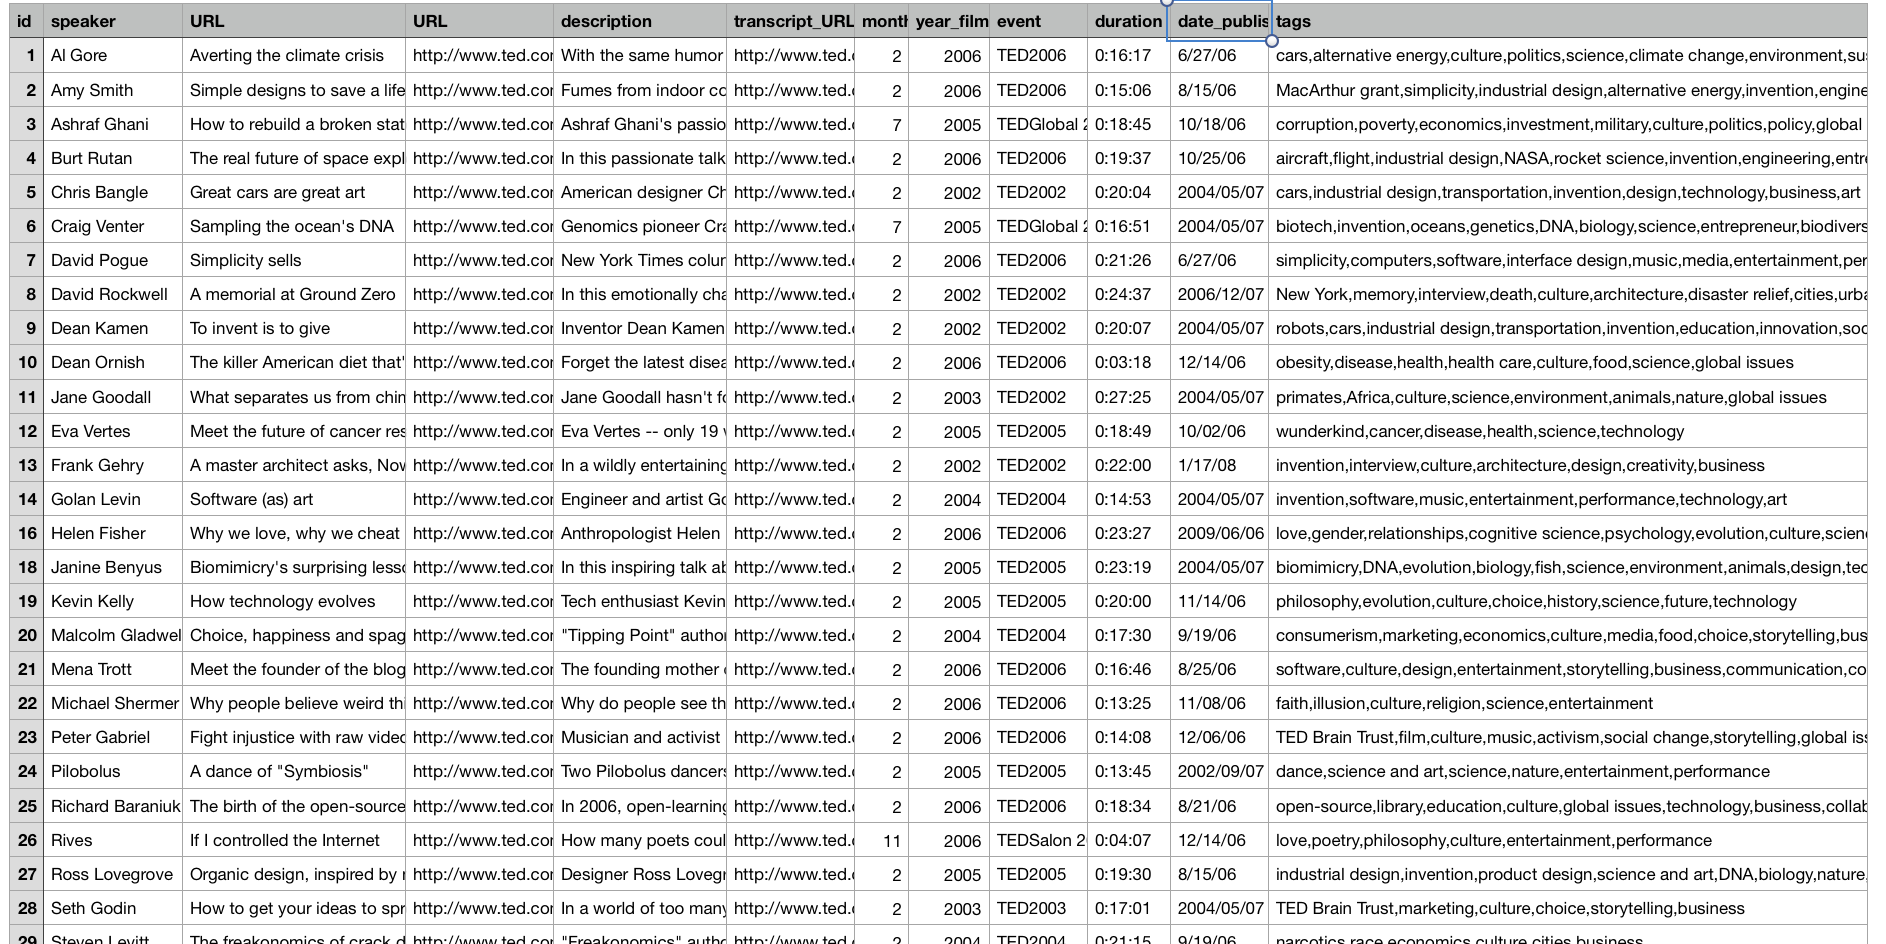 id speaker URL URL description transcript_URL month year_film event duration date_publis tags
1 Al Gore Averting the climate crisis http://www.ted.cor With the same humor http://www.ted.c 2 2006 TED2006 0:16:17 6/27/06 cars,alternative energy,culture,politics,science,climate change,environment,sus
2 Amy Smith Simple designs to save a life http://www.ted.cor Fumes from indoor co http://www.ted.c 2 2006 TED2006 0:15:06 8/15/06 MacArthur grant,simplicity,industrial design,alternative energy,invention,engine
3 Ashraf Ghani How to rebuild a broken stat http://www.ted.cor Ashraf Ghani's passio http://www.ted.c 7 2005 TEDGlobal 2 0:18:45 10/18/06 corruption,poverty,economics,investment,military,culture,politics,policy,global
4 Burt Rutan The real future of space expl http://www.ted.cor In this passionate talk http://www.ted.c 2 2006 TED2006 0:19:37 10/25/06 aircraft,flight,industrial design,NASA,rocket science,invention,engineering,entre
5 Chris Bangle Great cars are great art http://www.ted.cor American designer Ch http://www.ted.c 2 2002 TED2002 0:20:04 2004/05/07 cars,industrial design,transportation,invention,design,technology,business,art
6 Craig Venter Sampling the ocean's DNA http://www.ted.cor Genomics pioneer Cra http://www.ted.c 7 2005 TEDGlobal 2 0:16:51 2004/05/07 biotech,invention,oceans,genetics,DNA,biology,science,entrepreneur,biodivers
7 David Pogue Simplicity sells http://www.ted.cor New York Times colur http://www.ted.c 2 2006 TED2006 0:21:26 6/27/06 simplicity,computers,software,interface design,music,media,entertainment,per
8 David Rockwell A memorial at Ground Zero http://www.ted.cor In this emotionally cha http://www.ted.c 2 2002 TED2002 0:24:37 2006/12/07 New York,memory,interview,death,culture,architecture,disaster relief,cities,urba
9 Dean Kamen To invent is to give http://www.ted.cor Inventor Dean Kamen http://www.ted.c 2 2002 TED2002 0:20:07 2004/05/07 robots,cars,industrial design,transportation,invention,education,innovation,soc
10 Dean Ornish The killer American diet that' http://www.ted.cor Forget the latest disea http://www.ted.c 2 2006 TED2006 0:03:18 12/14/06 obesity,disease,health,health care,culture,food,science,global issues
11 Jane Goodall What separates us from chin http://www.ted.cor Jane Goodall hasn't fo http://www.ted.c 2 2003 TED2002 0:27:25 2004/05/07 primates,Africa,culture,science,environment,animals,nature,global issues
12 Eva Vertes Meet the future of cancer res http://www.ted.cor Eva Vertes -- only 19 http://www.ted.c 2 2005 TED2005 0:18:49 10/02/06 wunderkind,cancer,disease,health,science,technology
13 Frank Gehry A master architect asks, Nov http://www.ted.cor In a wildly entertaining http://www.ted.c 2 2002 TED2002 0:22:00 1/17/08 invention,interview,culture,architecture,design,creativity,business
14 Golan Levin Software (as) art http://www.ted.cor Engineer and artist Go http://www.ted.c 2 2004 TED2004 0:14:53 2004/05/07 invention,software,music,entertainment,performance,technology,art
16 Helen Fisher Why we love, why we cheat http://www.ted.cor Anthropologist Helen http://www.ted.c 2 2006 TED2006 0:23:27 2009/06/06 love,gender,relationships,cognitive science,psychology,evolution,culture,scien
18 Janine Benyus Biomimicry's surprising lesso http://www.ted.cor In this inspiring talk ab http://www.ted.c 2 2005 TED2005 0:23:19 2004/05/07 biomimicry,DNA,evolution,biology,fish,science,environment,animals,design,tec
19 Kevin Kelly How technology evolves http://www.ted.cor Tech enthusiast Kevin http://www.ted.c 2 2005 TED2005 0:20:00 11/14/06 philosophy,evolution,culture,choice,history,science,future,technology
20 Malcolm Gladwel Choice, happiness and spag http://www.ted.cor "Tipping Point" author http://www.ted.c 2 2004 TED2004 0:17:30 9/19/06 consumerism,marketing,economics,culture,media,food,choice,storytelling,bus
21 Mena Trott Meet the founder of the blog http://www.ted.cor The founding mother http://www.ted.c 2 2006 TED2006 0:16:46 8/25/06 software,culture,design,entertainment,storytelling,business,communication,co
22 Michael Shermer Why people believe weird thi http://www.ted.cor Why do people see th http://www.ted.c 2 2006 TED2006 0:13:25 11/08/06 faith,illusion,culture,religion,science,entertainment
23 Peter Gabriel Fight injustice with raw video http://www.ted.cor Musician and activist http://www.ted.c 2 2006 TED2006 0:14:08 12/06/06 TED Brain Trust,film,culture,music,activism,social change,storytelling,global iss
24 Pilobolus A dance of "Symbiosis" http://www.ted.cor Two Pilobolus dancers http://www.ted.c 2 2005 TED2005 0:13:45 2002/09/07 dance,science and art,science,nature,entertainment,performance
25 Richard Baraniuk The birth of the open-source http://www.ted.cor In 2006, open-learning http://www.ted.c 2 2006 TED2006 0:18:34 8/21/06 open-source,library,education,culture,global issues,technology,business,collab
26 Rives If I controlled the Internet http://www.ted.cor How many poets coul http://www.ted.c 11 2006 TEDSalon 2 0:04:07 12/14/06 love,poetry,philosophy,culture,entertainment,performance
27 Ross Lovegrove Organic design, inspired by http://www.ted.cor Designer Ross Lovegr http://www.ted.c 2 2005 TED2005 0:19:30 8/15/06 industrial design,invention,product design,science and art,DNA,biology,nature,
28 Seth Godin How to get your ideas to spr http://www.ted.cor In a world of too many http://www.ted.c 2 2003 TED2003 0:17:01 2004/05/07 TED Brain Trust,marketing,culture,choice,storytelling,business
29 Steven Levitt The freakonomics of crack d http://www.ted.cor "Freakonomics" autho http://www.ted.c 2 2004 TED2004 0:21:15 9/19/06 narcotics,race,economics,culture,cities,business